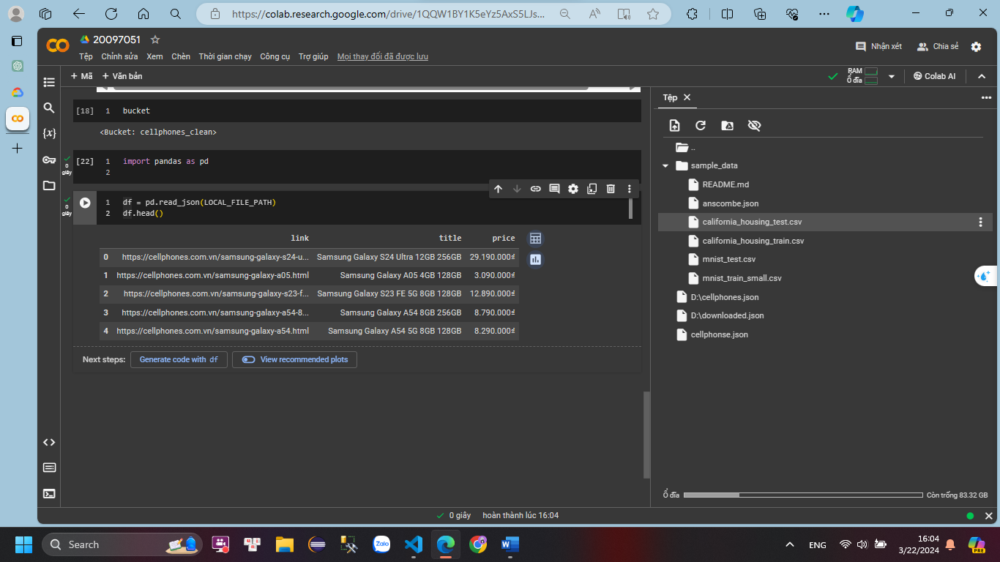 https://colab.research.google.com/drive/1QQW1BY1K5eYz5AxS5LJs...
20097051
Tệp Chỉnh sửa Xem Chèn Thời gian chạy Công cụ Trợ giúp Mọi thay đổi đã được lưu
Nhận xét Chia sẻ
+ Mã + Văn bản
RAM
Ổ đĩa
Colab AI
Tệp
[18] 1 bucket
<Bucket: cellphones_clean>
0 giây
[22] 1 import pandas as pd
2
0 giây
1 df = pd.read_json(LOCAL_FILE_PATH)
2 df.head()
link title price
0 https://cellphones.com.vn/samsung-galaxy-s24-u... Samsung Galaxy S24 Ultra 12GB 256GB 29.190.000₫
1 https://cellphones.com.vn/samsung-galaxy-a05.html Samsung Galaxy A05 4GB 128GB 3.090.000₫
2 https://cellphones.com.vn/samsung-galaxy-s23-f... Samsung Galaxy S23 FE 5G 8GB 128GB 12.890.000₫
3 https://cellphones.com.vn/samsung-galaxy-a54-8... Samsung Galaxy A54 8GB 256GB 8.790.000₫
4 https://cellphones.com.vn/samsung-galaxy-a54.html Samsung Galaxy A54 5G 8GB 128GB 8.290.000₫
Next steps: Generate code with df View recommended plots
..
sample_data
README.md
anscombe.json
california_housing_test.csv
california_housing_train.csv
mnist_test.csv
mnist_train_small.csv
D:\cellphones.json
D:\downloaded.json
cellphonse.json
Ổ đĩa Còn trống 83.32 GB
0 giây hoàn thành lúc 16:04
Search
Zalo
ENG
16:04
3/22/2024
PRE